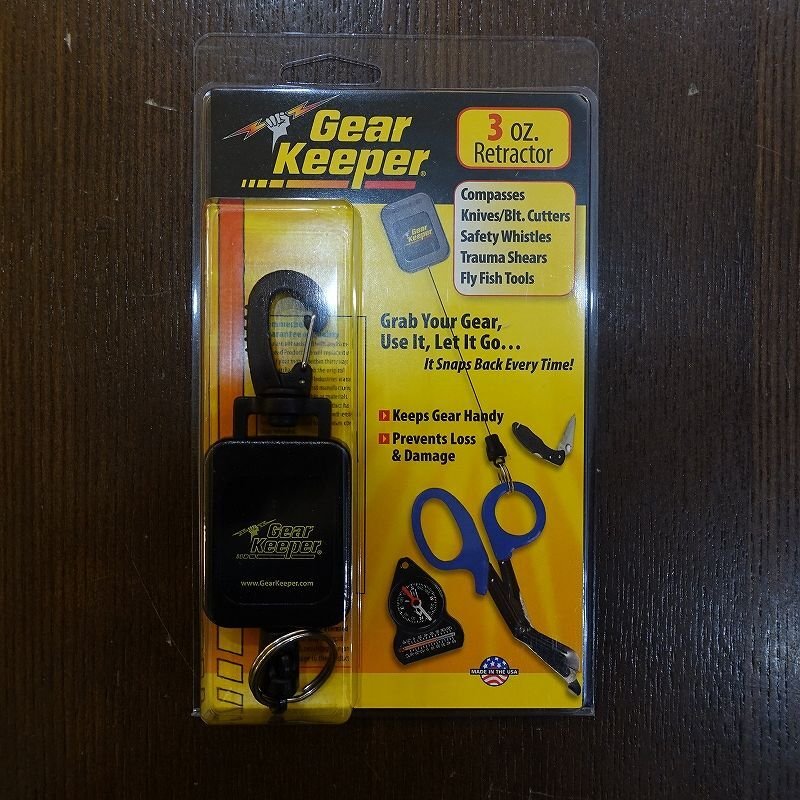 Gear
Keeper®
3 oz.
Retractor
Compasses
Knives/Blt. Cutters
Safety Whistles
Trauma Shears
Fly Fish Tools
Gear
Keeper
Grab Your Gear,
Use It, Let It Go...
It Snaps Back Every Time!
Keeps Gear Handy
Prevents Loss
& Damage
Gear
Keeper®
www.GearKeeper.com
MADE IN THE USA